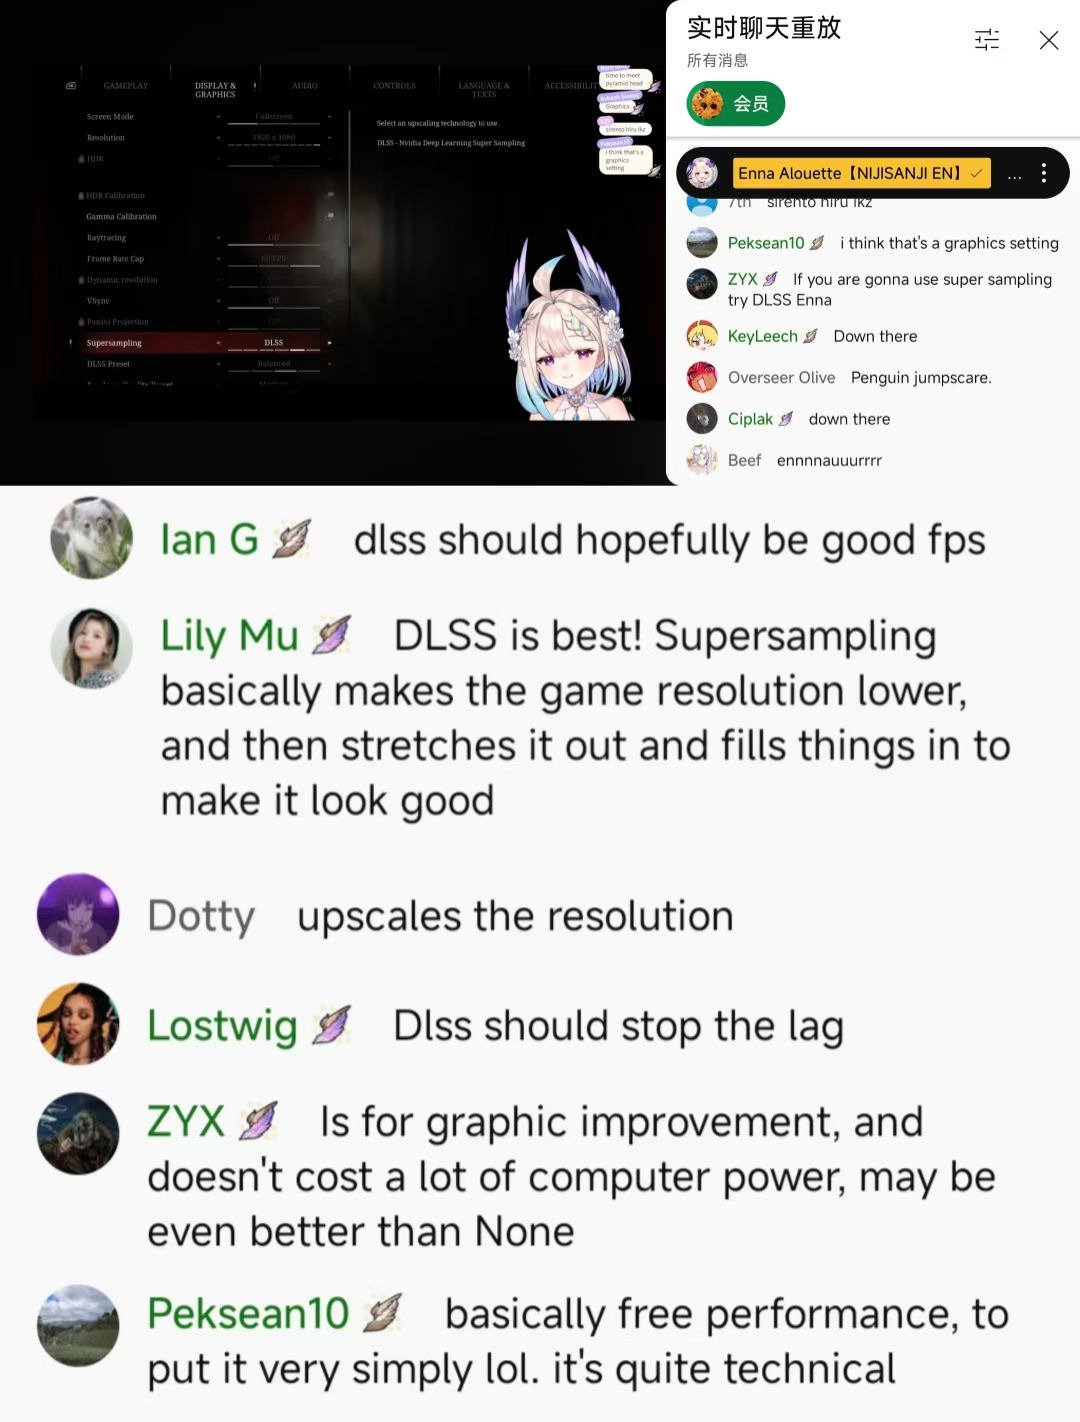 GAMEPLAY
DISPLAY &
GRAPHICS
AUDIO
CONTROLS
LANGUAGE &
TEXTS
ACCESSIBILIT
Screen Mode
Fullscreen
Resolution
1920 x 1080
HDR
Off
HDR Calibration
Gamma Calibration
Raytracing
Off
Frame Rate Cap
60 FPS
Dynamic resolution
VSync
Off
Panini Projection
Supersampling
DLSS
DLSS Preset
Balanced
Select an upscaling technology to use.
DLSS - Nvidia Deep Learning Super Sampling
time to meet
pyramid head
Graphics
sirento hiru ikz
Peksean10
i think that's a
graphics
setting
实时聊天重放
所有消息
会员
Enna Alouette【NIJISANJI EN】
7th sirento hiru ikz
Peksean10 i think that's a graphics setting
ZYX If you are gonna use super sampling
try DLSS Enna
KeyLeech Down there
Overseer Olive Penguin jumpscare.
Ciplak down there
Beef ennnnauuurrrr
Ian G dlss should hopefully be good fps
Lily Mu DLSS is best! Supersampling
basically makes the game resolution lower,
and then stretches it out and fills things in to
make it look good
Dotty upscales the resolution
Lostwig Dlss should stop the lag
ZYX Is for graphic improvement, and
doesn't cost a lot of computer power, may be
even better than None
Peksean10 basically free performance, to
put it very simply lol. it's quite technical